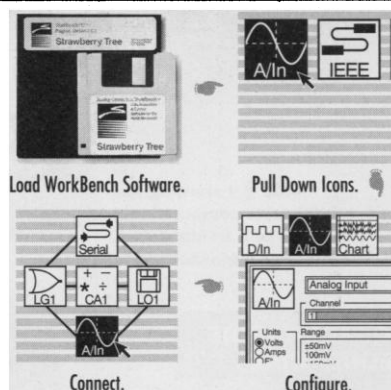 Strawberry Tree
Strawberry Tree
A/In
IEEE
Load WorkBench Software.
Pull Down Icons.
Serial
LG1
+ −
* ÷
CA1
LO1
A/In
D/In
A/In
Chart
A/In
Analog Input
Channel
1
Units
Range
Volts
±50mV
Amps
100mV
Connect.
Configure.